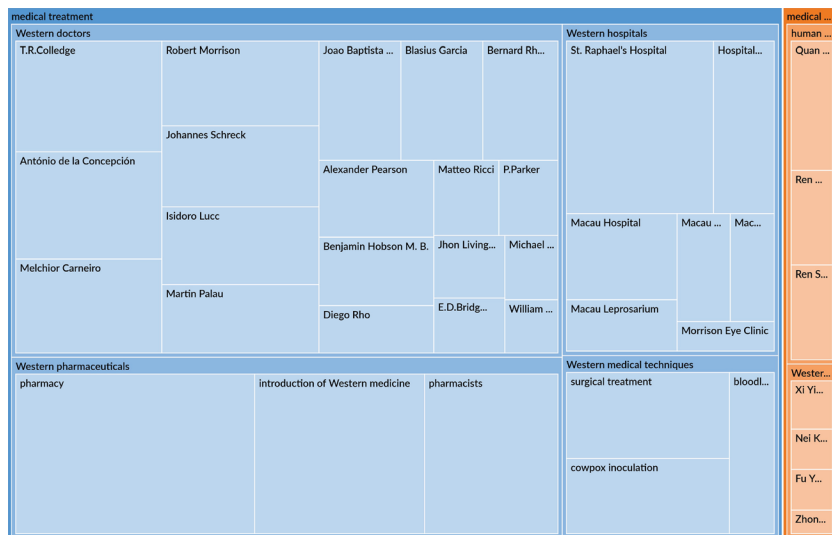 medical treatment
Western doctors
T.R.Colledge
António de la Concepción
Melchior Carneiro
Robert Morrison
Johannes Schreck
Isidoro Lucc
Martin Palau
Joao Baptista ...
Blasius Garcia
Bernard Rh...
Alexander Pearson
Matteo Ricci
P.Parker
Benjamin Hobson M. B.
Jhon Living...
Michael ...
Diego Rho
E.D.Bridg...
William ...
Western hospitals
St. Raphael's Hospital
Hospital...
Macau Hospital
Macau ...
Mac...
Macau Leprosarium
Morrison Eye Clinic
Western pharmaceuticals
pharmacy
introduction of Western medicine
pharmacists
Western medical techniques
surgical treatment
bloodl...
cowpox inoculation
medical ...
human ...
Quan ...
Ren ...
Ren S...
Wester...
Xi Yi...
Nei K...
Fu Y...
Zhon...